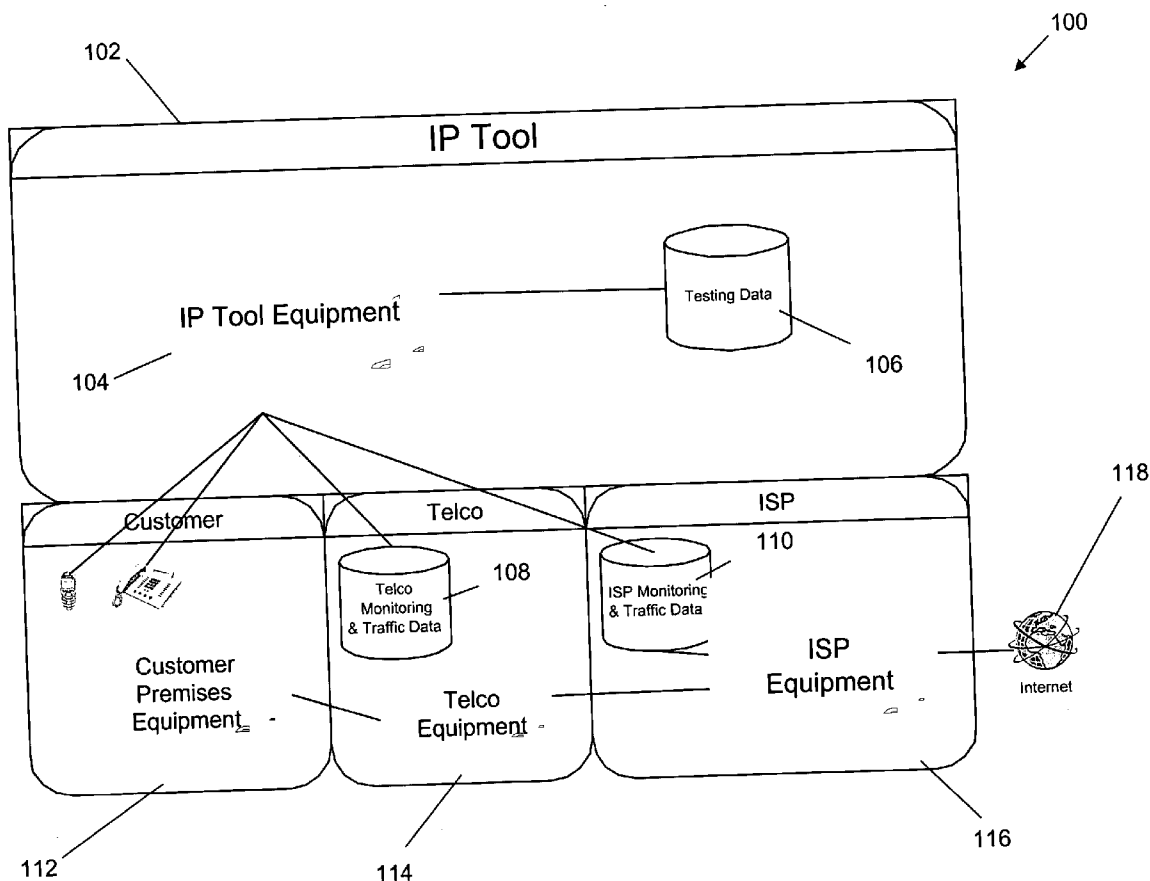 100
102
IP Tool
Testing Data
IP Tool Equipment
104
106
118
Customer
Telco
ISP
110
108
Telco
Monitoring
& Traffic Data
ISP Monitoring
& Traffic Data
Customer
Premises
Equipment
Telco
Equipment
ISP
Equipment
Internet
112
114
116